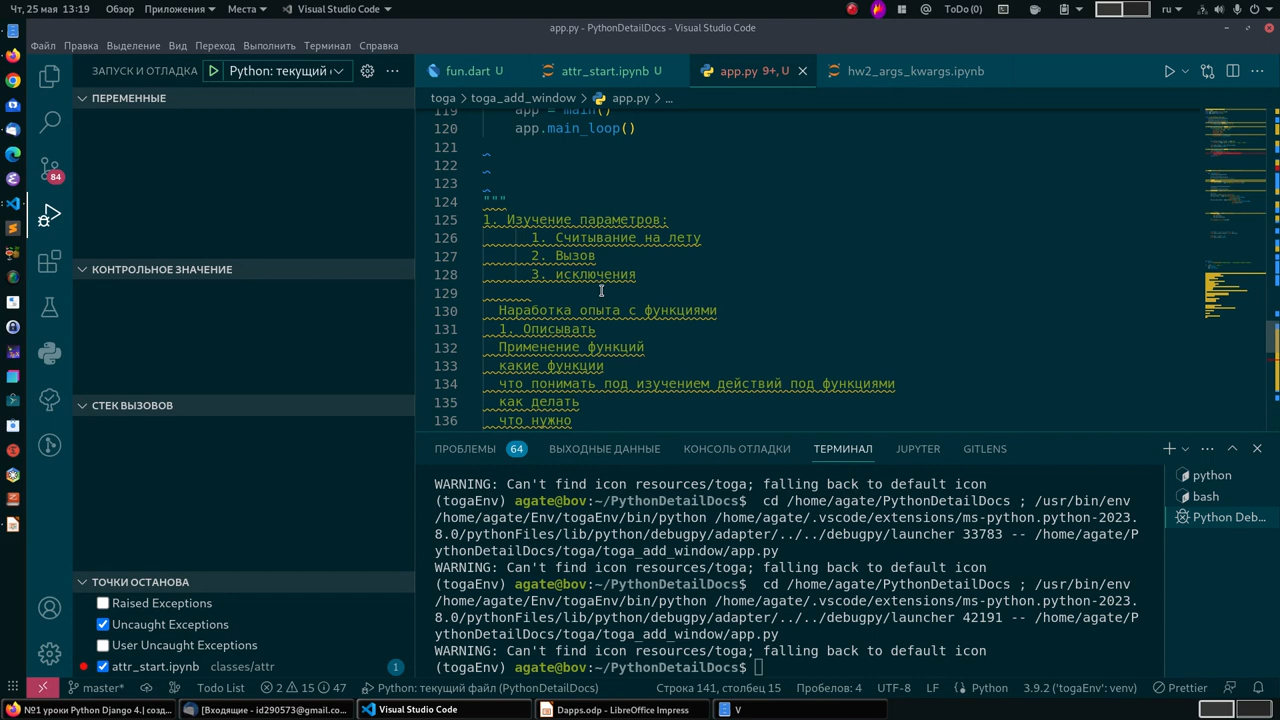 Чт, 25 мая 13:19 Обзор Приложения Места Visual Studio Code ToDo (0) ru
app.py - PythonDetailDocs - Visual Studio Code
Файл Правка Выделение Вид Переход Выполнить Терминал Справка
ЗАПУСК И ОТЛАДКА Python: текущий
fun.dart U attr_start.ipynb U app.py 9+, U hw2_args_kwargs.ipynb
toga > toga_add_window > app.py > ...
ПЕРЕМЕННЫЕ
КОНТРОЛЬНОЕ ЗНАЧЕНИЕ
СТЕК ВЫЗОВОВ
ТОЧКИ ОСТАНОВА
Raised Exceptions
Uncaught Exceptions
User Uncaught Exceptions
attr_start.ipynb classes/attr 1
84
119 app = main()
120 app.main_loop()
121
122
123
124 """
125 1. Изучение параметров:
126 1. Считывание на лету
127 2. Вызов
128 3. исключения
129
130 Наработка опыта с функциями
131 1. Описывать
132 Применение функций
133 какие функции
134 что понимать под изучением действий под функциями
135 как делать
136 что нужно
ПРОБЛЕМЫ 64 ВЫХОДНЫЕ ДАННЫЕ КОНСОЛЬ ОТЛАДКИ ТЕРМИНАЛ JUPYTER GITLENS
WARNING: Can't find icon resources/toga; falling back to default icon
(togaEnv) agate@bov:~/PythonDetailDocs$ cd /home/agate/PythonDetailDocs ; /usr/bin/env
/home/agate/Env/togaEnv/bin/python /home/agate/.vscode/extensions/ms-python.python-2023.
8.0/pythonFiles/lib/python/debugpy/adapter/../../debugpy/launcher 33783 -- /home/agate/P
ythonDetailDocs/toga/toga_add_window/app.py
WARNING: Can't find icon resources/toga; falling back to default icon
(togaEnv) agate@bov:~/PythonDetailDocs$ cd /home/agate/PythonDetailDocs ; /usr/bin/env
/home/agate/Env/togaEnv/bin/python /home/agate/.vscode/extensions/ms-python.python-2023.
8.0/pythonFiles/lib/python/debugpy/adapter/../../debugpy/launcher 42191 -- /home/agate/P
ythonDetailDocs/toga/toga_add_window/app.py
WARNING: Can't find icon resources/toga; falling back to default icon
(togaEnv) agate@bov:~/PythonDetailDocs$
python
bash
Python Deb...
master* Todo List 2 15 47 Python: текущий файл (PythonDetailDocs) Строка 141, столбец 15 Пробелов: 4 UTF-8 LF Python 3.9.2 ('togaEnv': venv) Prettier
№91 уроки Python Django 4.| созд... [Входящие - id290573@gmail.co... Visual Studio Code Dapps.odp - LibreOffice Impress V